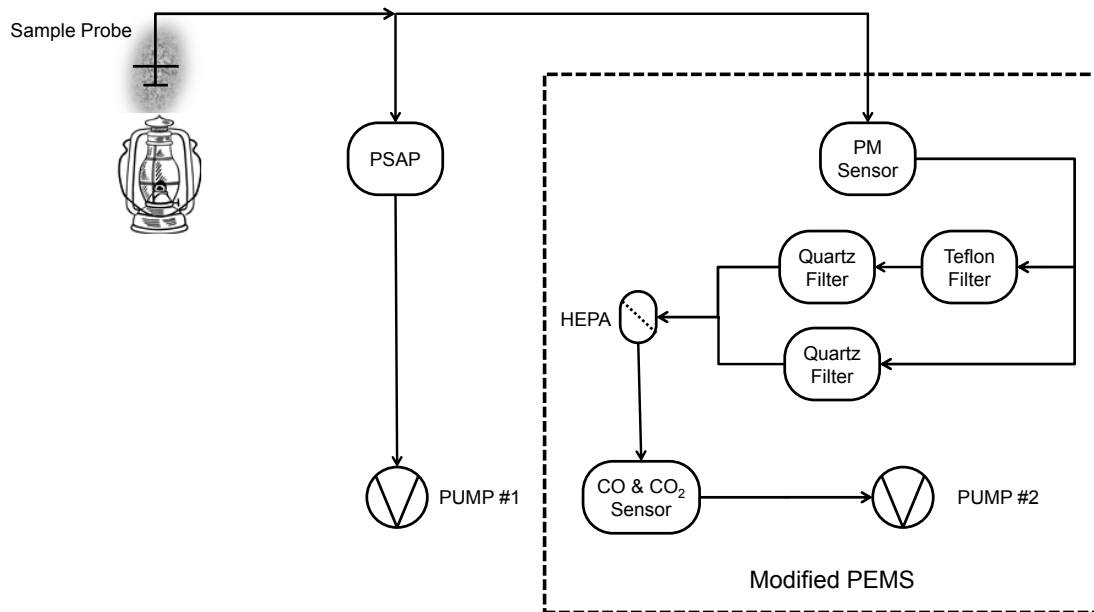 Sample Probe
PSAP
PM
Sensor
Quartz
Filter
Teflon
Filter
HEPA
Quartz
Filter
CO & CO₂
Sensor
PUMP #1
PUMP #2
Modified PEMS